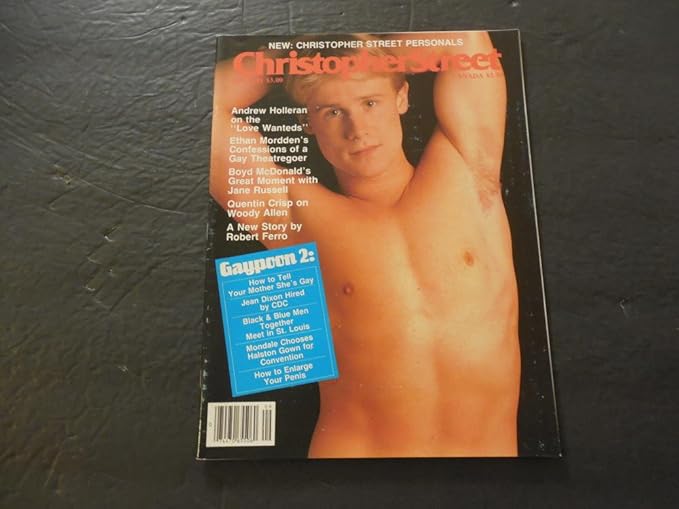 NEW: CHRISTOPHER STREET PERSONALS
ChristopherStreet
$3.00
Andrew Holleran
on the
"Love Wanteds"
Ethan Mordden's
Confessions of a
Gay Theatregoer
Boyd McDonald's
Great Moment with
Jane Russell
Quentin Crisp on
Woody Allen
A New Story by
Robert Ferro
Gaypoon 2:
How to Tell
Your Mother She's Gay
Jean Dixon Hired
by CDC
Black & Blue Men
Together
Meet in St. Louis
Mondale Chooses
Halston Gown for
Convention
How to Enlarge
Your Penis